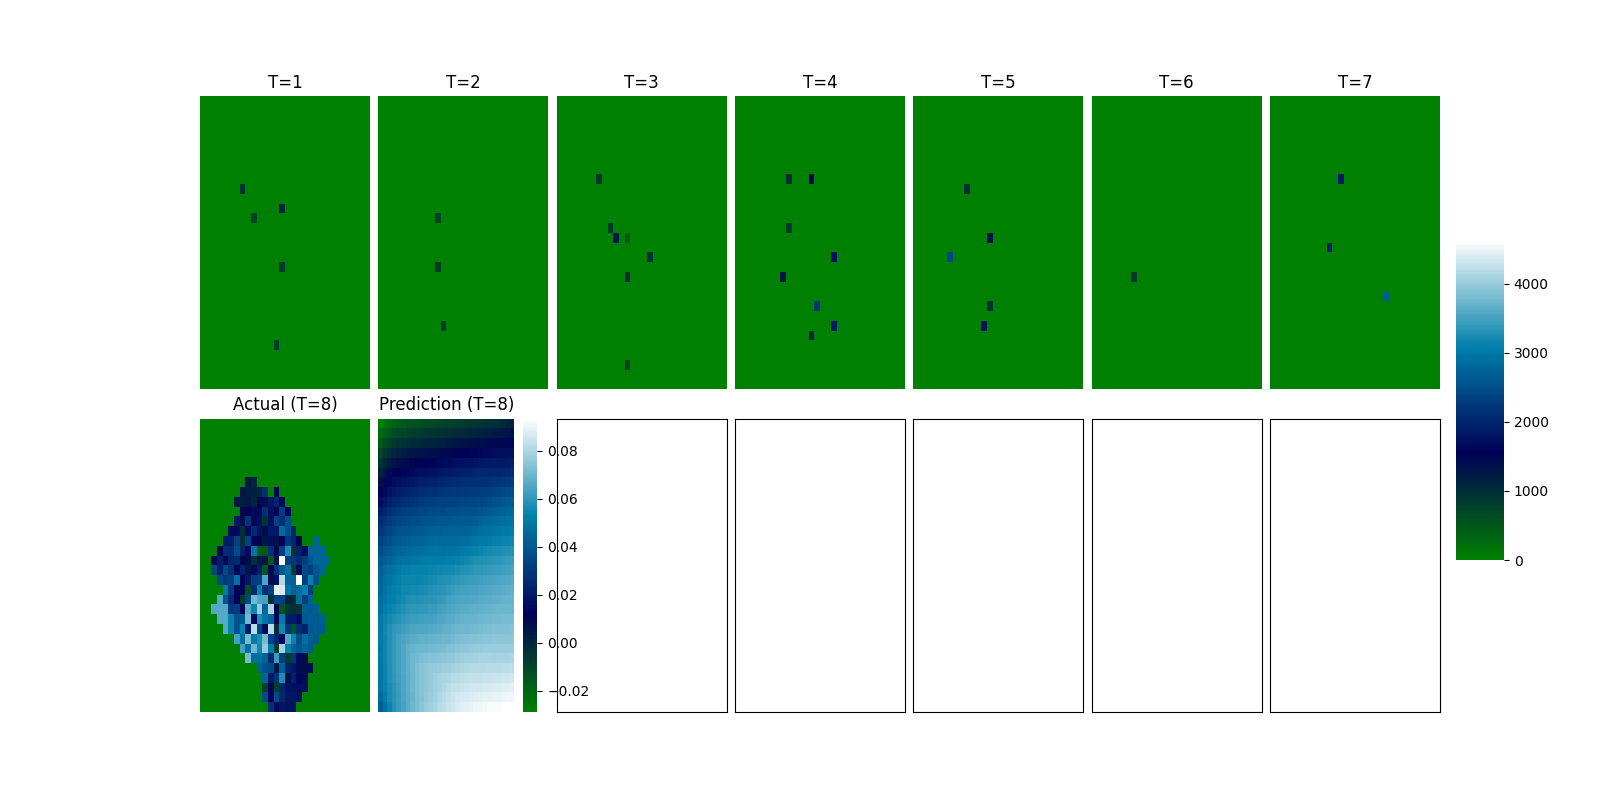 T=1
T=2
T=3
T=4
T=5
T=6
T=7
4000
3000
2000
1000
0
Actual (T=8)
Prediction (T=8)
0.08
0.06
0.04
0.02
0.00
−0.02